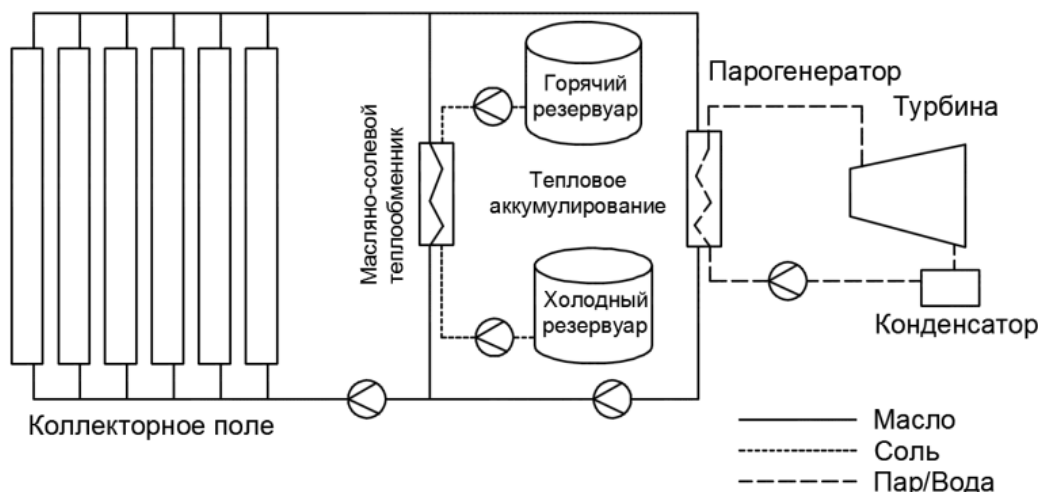 Горячий
резервуар
Парогенератор
Турбина
Масляно-солевой
теплообменник
Тепловое
аккумулирование
Холодный
резервуар
Конденсатор
Коллекторное поле
Масло
Соль
Пар/Вода